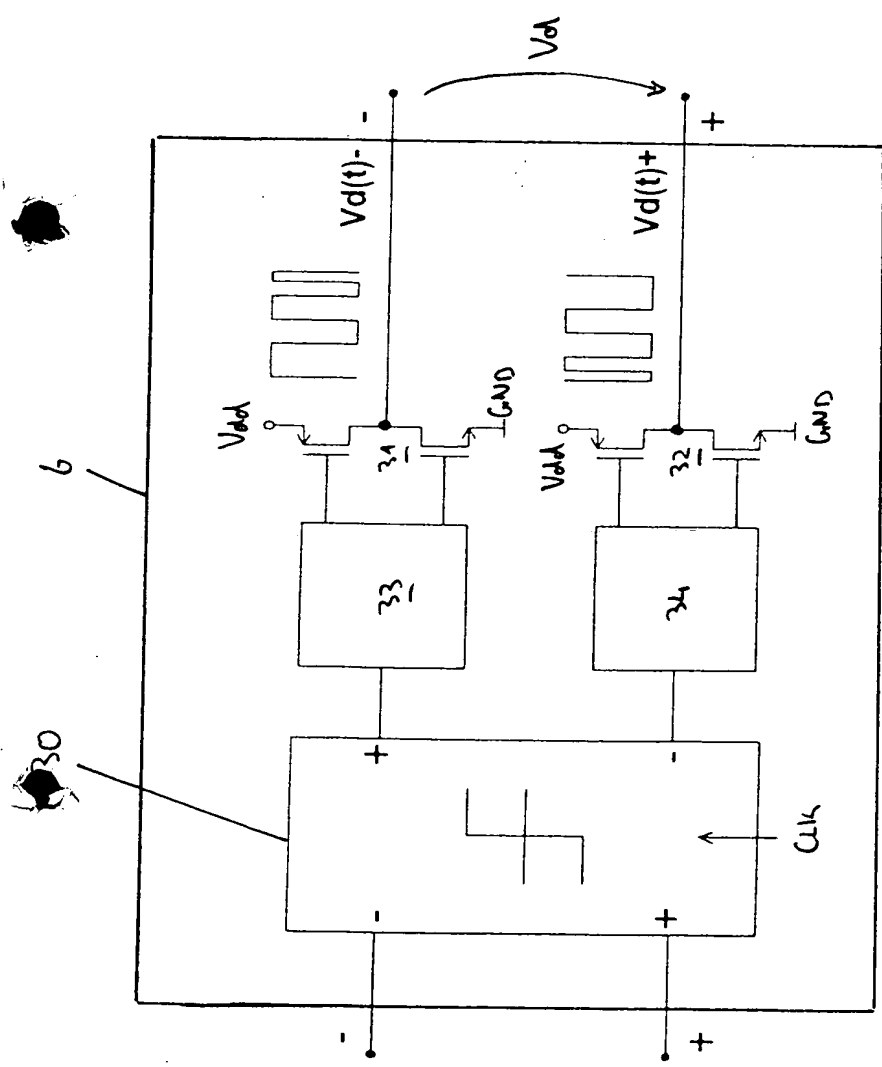 6
30
-
+
-
+
+
-
CLK
33
34
Vdd
31
GND
Vdd
32
GND
Vd(t)-
Vd(t)+
-
+
Vd